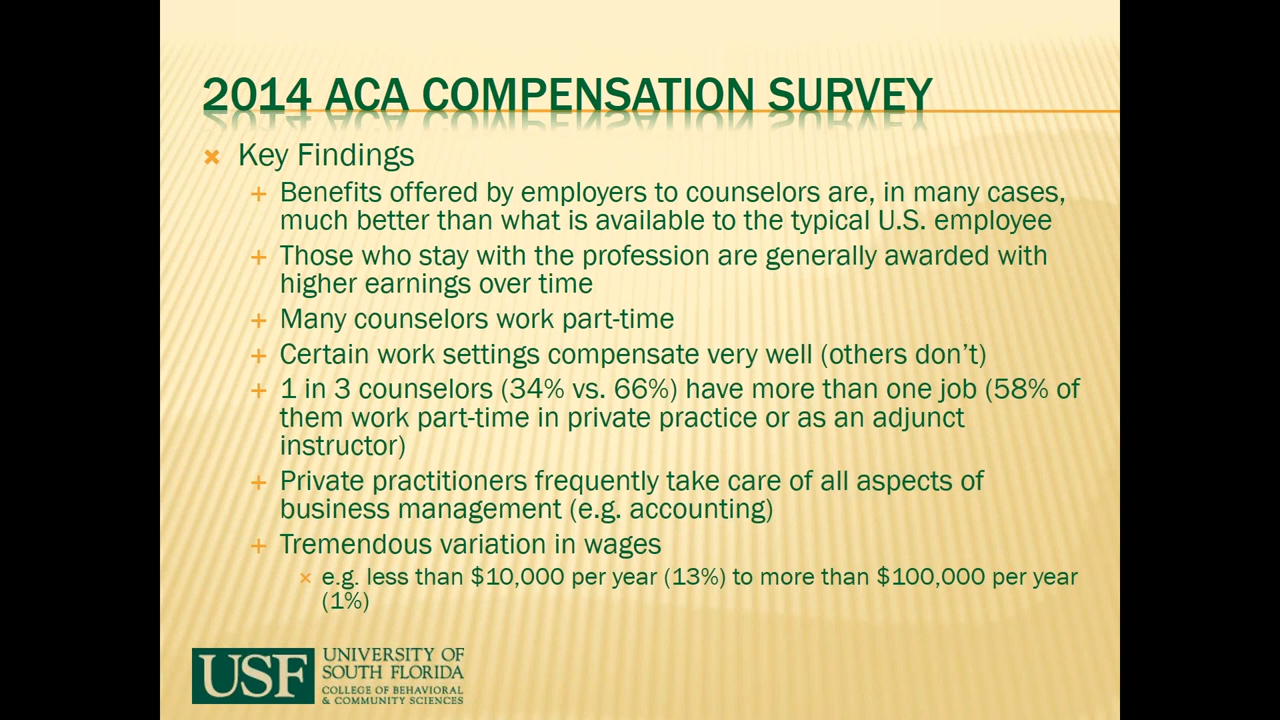 2014 ACA COMPENSATION SURVEY
Key Findings
Benefits offered by employers to counselors are, in many cases,
much better than what is available to the typical U.S. employee
Those who stay with the profession are generally awarded with
higher earnings over time
Many counselors work part-time
Certain work settings compensate very well (others don't)
1 in 3 counselors (34% vs. 66%) have more than one job (58% of
them work part-time in private practice or as an adjunct
instructor)
Private practitioners frequently take care of all aspects of
business management (e.g. accounting)
Tremendous variation in wages
e.g. less than $10,000 per year (13%) to more than $100,000 per year
(1%)
USF
UNIVERSITY OF
SOUTH FLORIDA
COLLEGE OF BEHAVIORAL
& COMMUNITY SCIENCES